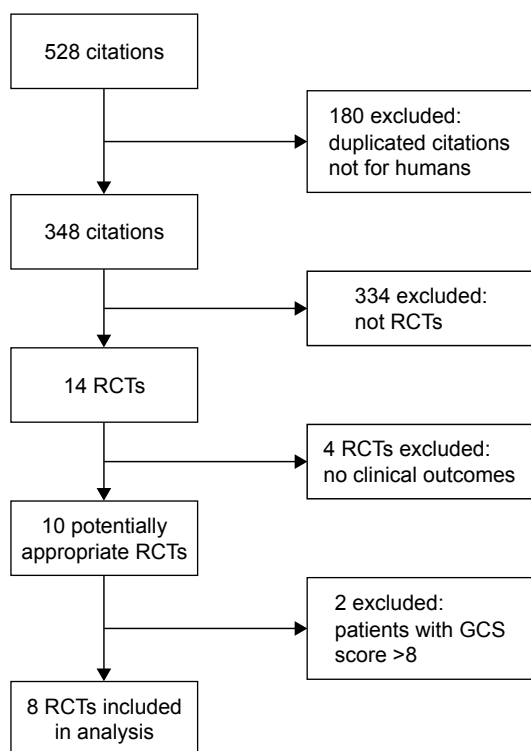 528 citations
180 excluded:
duplicated citations
not for humans
348 citations
334 excluded:
not RCTs
14 RCTs
4 RCTs excluded:
no clinical outcomes
10 potentially
appropriate RCTs
2 excluded:
patients with GCS
score >8
8 RCTs included
in analysis